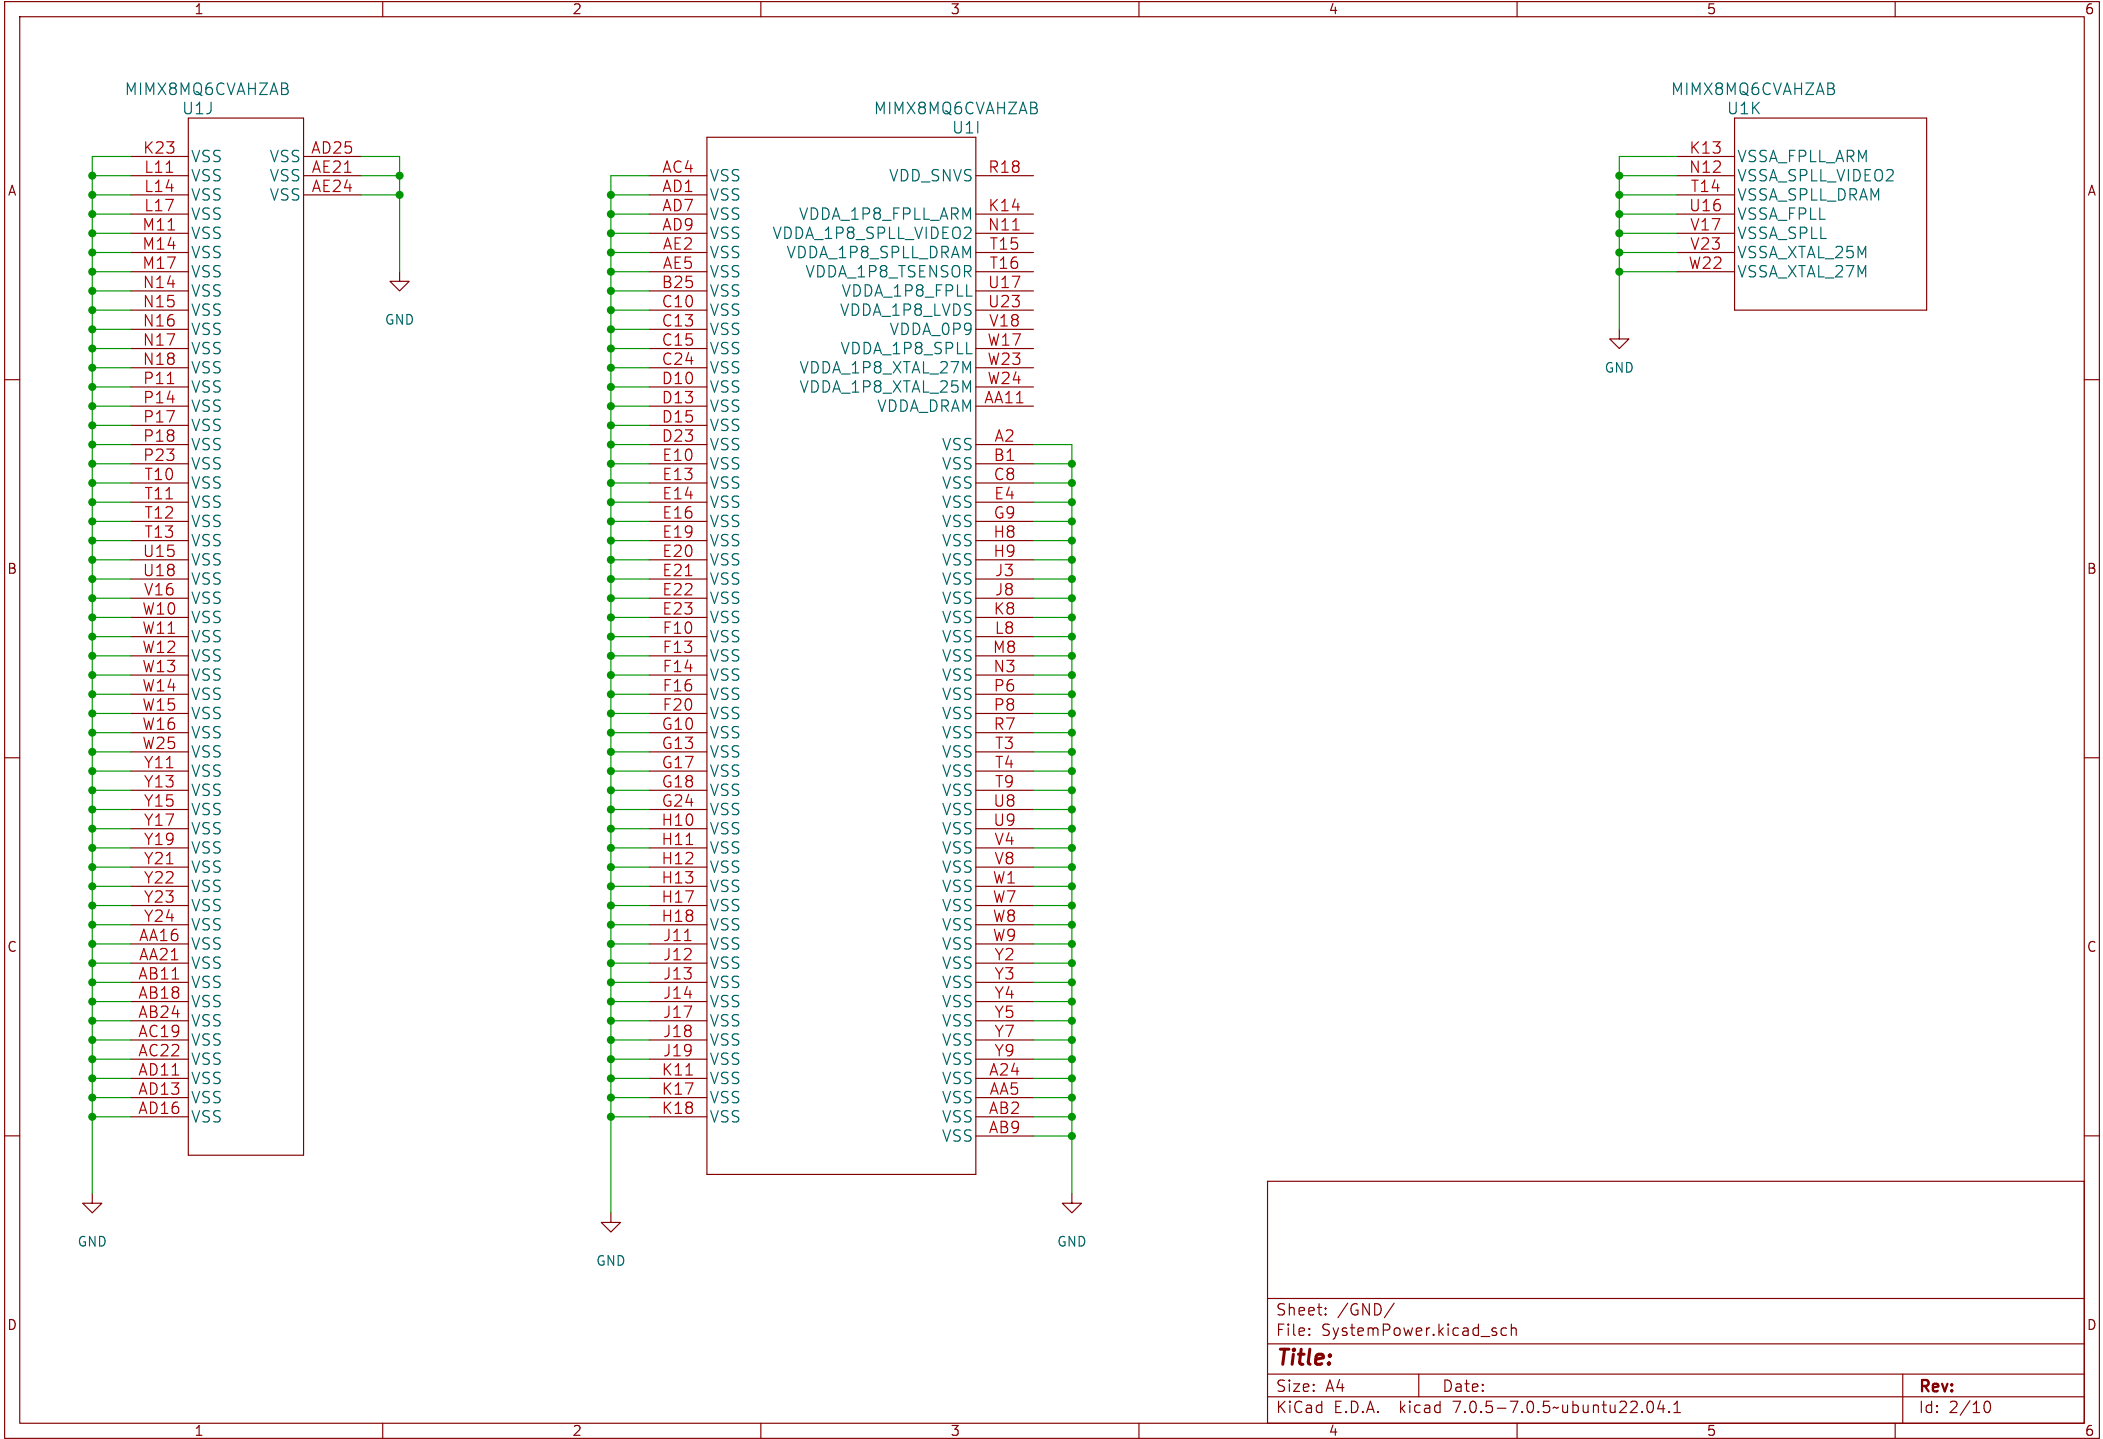 1 2 3 4 5 6
MIMX8MQ6CVAHZAB
U1J
K23 VSS VSS AD25
L11 VSS VSS AE21
L14 VSS VSS AE24
L17 VSS
M11 VSS
M14 VSS
M17 VSS
N14 VSS
N15 VSS
N16 VSS
N17 VSS
N18 VSS
P11 VSS
P14 VSS
P17 VSS
P18 VSS
P23 VSS
T10 VSS
T11 VSS
T12 VSS
T13 VSS
U15 VSS
U18 VSS
V16 VSS
W10 VSS
W11 VSS
W12 VSS
W13 VSS
W14 VSS
W15 VSS
W16 VSS
W25 VSS
Y11 VSS
Y13 VSS
Y15 VSS
Y17 VSS
Y19 VSS
Y21 VSS
Y22 VSS
Y23 VSS
Y24 VSS
AA16 VSS
AA21 VSS
AB11 VSS
AB18 VSS
AB24 VSS
AC19 VSS
AC22 VSS
AD11 VSS
AD13 VSS
AD16 VSS
GND
GND
MIMX8MQ6CVAHZAB
U1I
AC4 VSS
AD1 VSS
AD7 VSS
AD9 VSS
AE2 VSS
AE5 VSS
B25 VSS
C10 VSS
C13 VSS
C15 VSS
C24 VSS
D10 VSS
D13 VSS
D15 VSS
D23 VSS
E10 VSS
E13 VSS
E14 VSS
E16 VSS
E19 VSS
E20 VSS
E21 VSS
E22 VSS
E23 VSS
F10 VSS
F13 VSS
F14 VSS
F16 VSS
F20 VSS
G10 VSS
G13 VSS
G17 VSS
G18 VSS
G24 VSS
H10 VSS
H11 VSS
H12 VSS
H13 VSS
H17 VSS
H18 VSS
J11 VSS
J12 VSS
J13 VSS
J14 VSS
J17 VSS
J18 VSS
J19 VSS
K11 VSS
K17 VSS
K18 VSS
GND
VDD_SNVS R18
VDDA_1P8_FPLL_ARM K14
VDDA_1P8_SPLL_VIDEO2 N11
VDDA_1P8_SPLL_DRAM T15
VDDA_1P8_TSENSOR T16
VDDA_1P8_FPLL U17
VDDA_1P8_LVDS U23
VDDA_0P9 V18
VDDA_1P8_SPLL W17
VDDA_1P8_XTAL_27M W23
VDDA_1P8_XTAL_25M W24
VDDA_DRAM AA11
VSS A2
VSS B1
VSS C8
VSS E4
VSS G9
VSS H8
VSS H9
VSS J3
VSS J8
VSS K8
VSS L8
VSS M8
VSS N3
VSS P6
VSS P8
VSS R7
VSS T3
VSS T4
VSS T9
VSS U8
VSS U9
VSS V4
VSS V8
VSS W1
VSS W7
VSS W8
VSS W9
VSS Y2
VSS Y3
VSS Y4
VSS Y5
VSS Y7
VSS Y9
VSS A24
VSS AA5
VSS AB2
VSS AB9
GND
MIMX8MQ6CVAHZAB
U1K
K13 VSSA_FPLL_ARM
N12 VSSA_SPLL_VIDEO2
T14 VSSA_SPLL_DRAM
U16 VSSA_FPLL
V17 VSSA_SPLL
V23 VSSA_XTAL_25M
W22 VSSA_XTAL_27M
GND
A A
B B
C C
D D
Sheet: /GND/
File: SystemPower.kicad_sch
Title:
Size: A4 Date: Rev:
KiCad E.D.A. kicad 7.0.5-7.0.5~ubuntu22.04.1 Id: 2/10
1 2 3 4 5 6